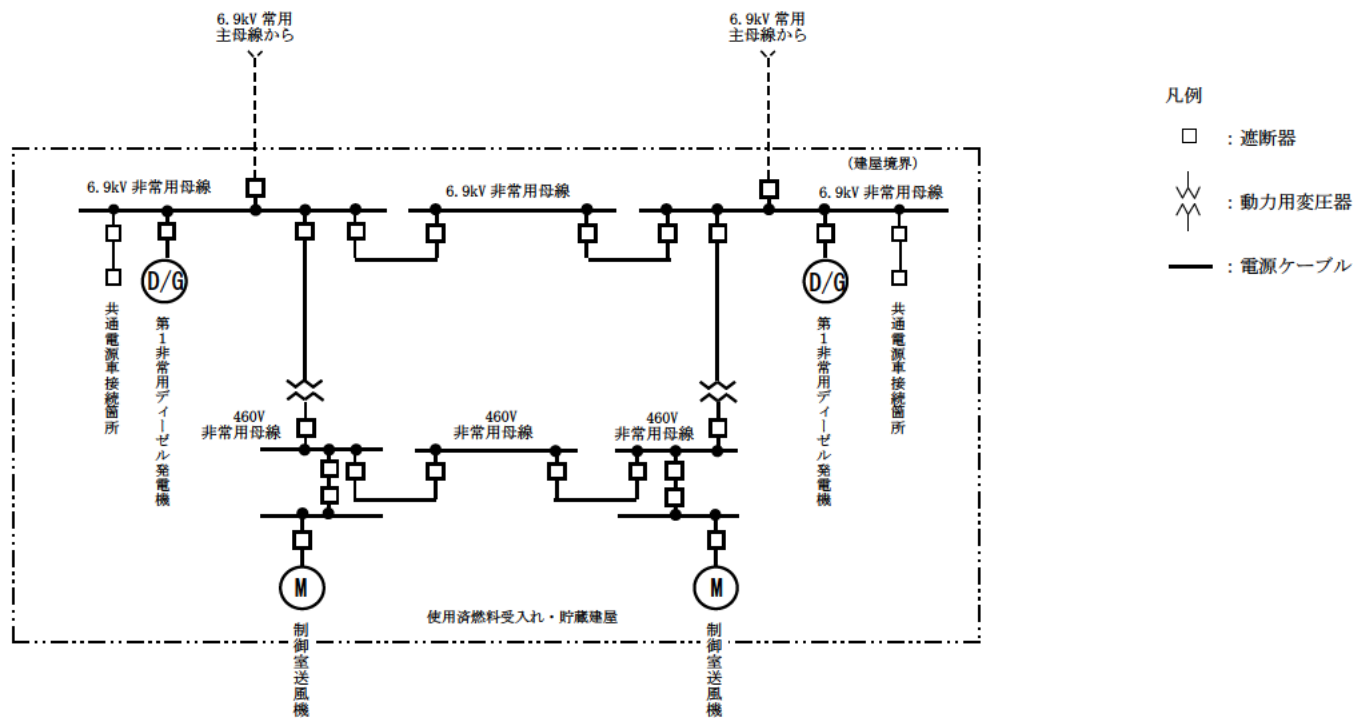 6.9kV 常用
主母線から
6.9kV 常用
主母線から
凡例
：遮断器
：動力用変圧器
：電源ケーブル
(建屋境界)
6.9kV 非常用母線
6.9kV 非常用母線
6.9kV 非常用母線
D/G
D/G
共通電源車接続箇所
第1非常用ディーゼル発電機
第1非常用ディーゼル発電機
共通電源車接続箇所
460V
非常用母線
460V
非常用母線
460V
非常用母線
M
M
使用済燃料受入れ・貯蔵建屋
制御室送風機
制御室送風機